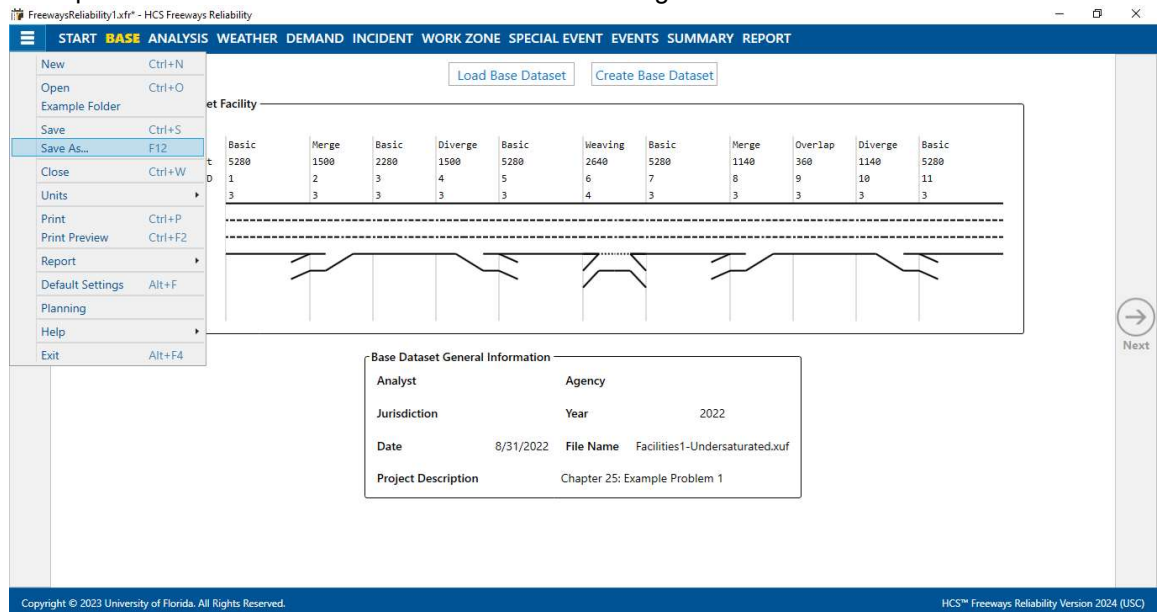 FreewaysReliability1.xfr* - HCS Freeways Reliability
START BASE ANALYSIS WEATHER DEMAND INCIDENT WORK ZONE SPECIAL EVENT EVENTS SUMMARY REPORT
New Ctrl+N
Open Ctrl+O
Example Folder
Save Ctrl+S
Save As... F12
Close Ctrl+W
Units
Print Ctrl+P
Print Preview Ctrl+F2
Report
Default Settings Alt+F
Planning
Help
Exit Alt+F4
Load Base Dataset Create Base Dataset
et Facility
Basic Merge Basic Diverge Basic Weaving Basic Merge Overlap Diverge Basic
t 5280 1500 2280 1500 5280 2640 5280 1140 360 1140 5280
D 1 2 3 4 5 6 7 8 9 10 11
3 3 3 3 3 4 3 3 3 3 3
Next
Base Dataset General Information
Analyst Agency
Jurisdiction Year 2022
Date 8/31/2022 File Name Facilities1-Undersaturated.xuf
Project Description Chapter 25: Example Problem 1
Copyright © 2023 University of Florida. All Rights Reserved. HCS™ Freeways Reliability Version 2024 (USC)